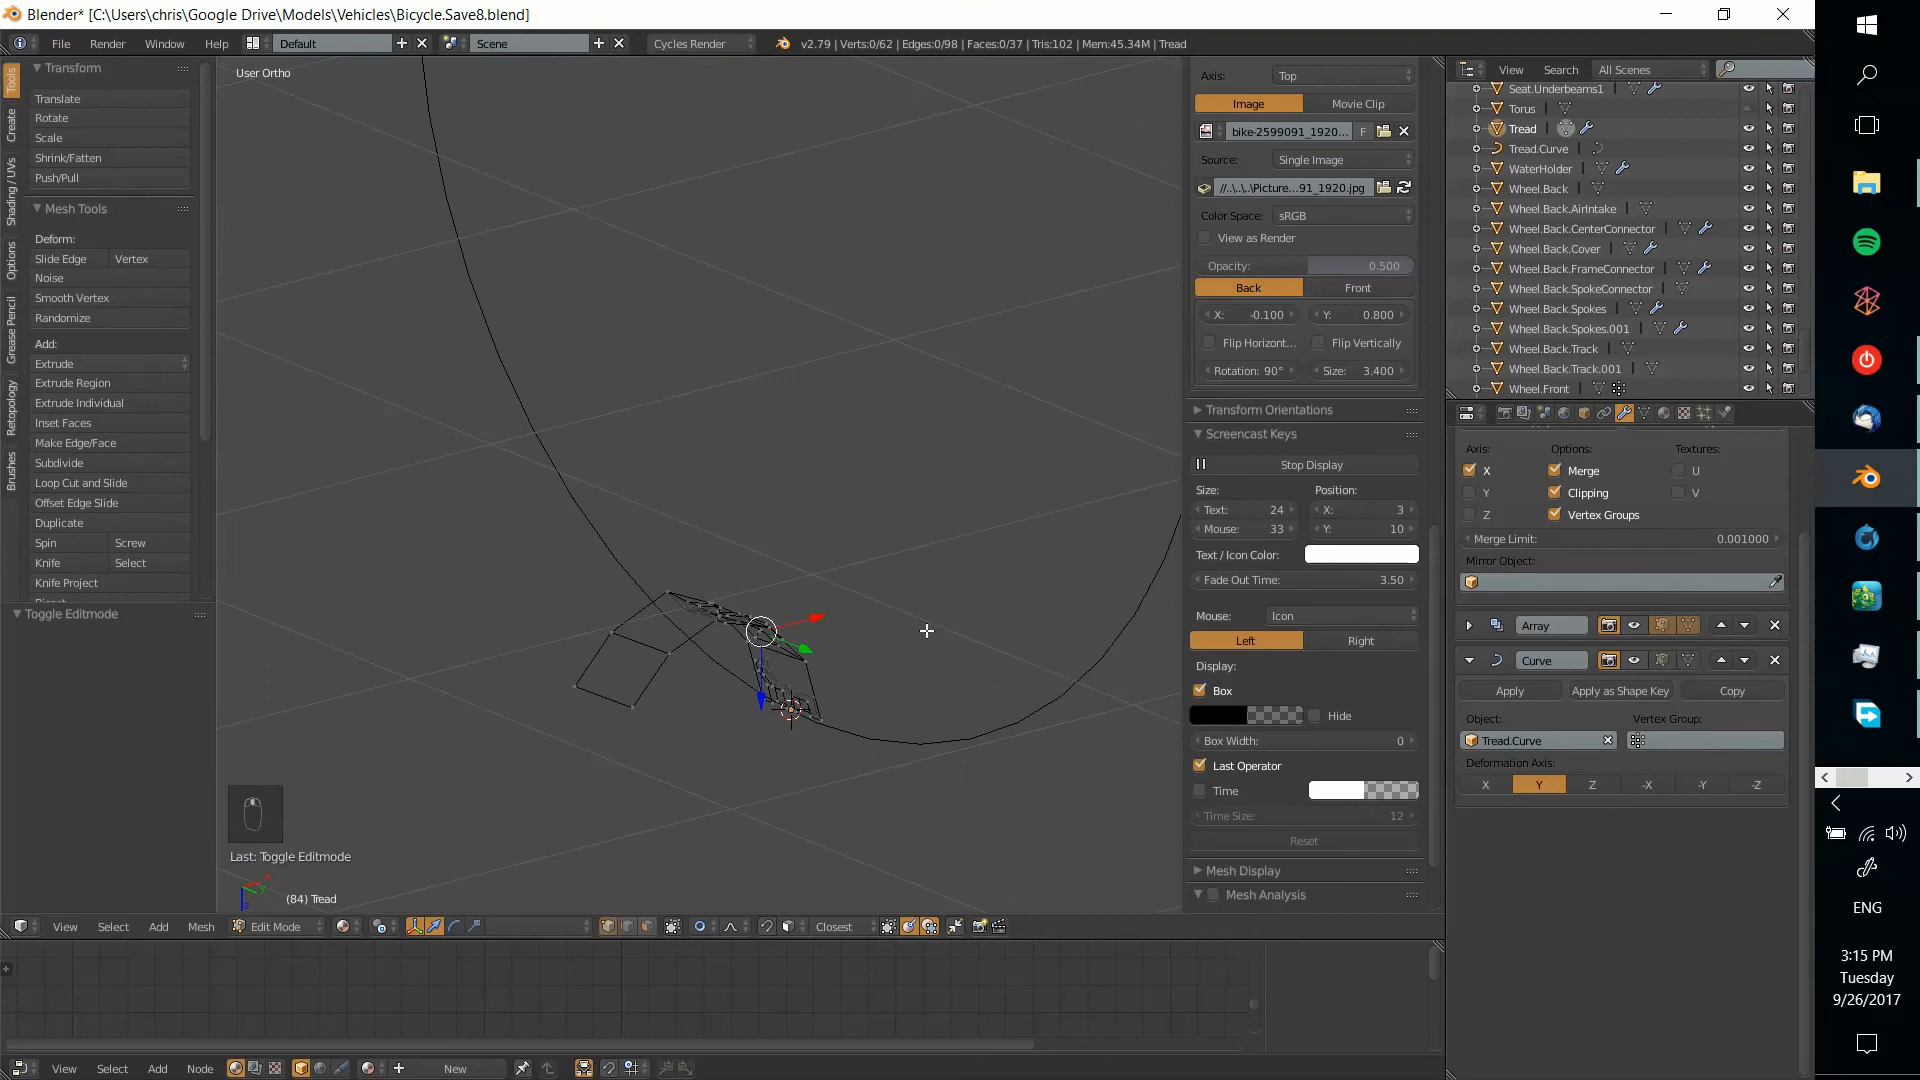 Blender* [C:\Users\chris\Google Drive\Models\Vehicles\Bicycle.Save8.blend]
File Render Window Help Default Scene Cycles Render v2.79 | Verts:0/62 | Edges:0/98 | Faces:0/37 | Tris:102 | Mem:45.34M | Tread
Tools
Create
Shading / UVs
Options
Grease Pencil
Retopology
Brushes
Transform
Translate
Rotate
Scale
Shrink/Fatten
Push/Pull
Mesh Tools
Deform:
Slide Edge Vertex
Noise
Smooth Vertex
Randomize
Add:
Extrude
Extrude Region
Extrude Individual
Inset Faces
Make Edge/Face
Subdivide
Loop Cut and Slide
Offset Edge Slide
Duplicate
Spin Screw
Knife Select
Knife Project
Toggle Editmode
User Ortho
Last: Toggle Editmode
(84) Tread
View Select Add Mesh Edit Mode Closest
View Select Add Node New
Axis: Top
Image Movie Clip
bike-2599091_1920... F
Source: Single Image
//..\..\..\Picture...91_1920.jpg
Color Space: sRGB
View as Render
Opacity: 0.500
Back Front
X: -0.100 Y: 0.800
Flip Horizont... Flip Vertically
Rotation: 90° Size: 3.400
Transform Orientations
Screencast Keys
Stop Display
Size: Position:
Text: 24 X: 3
Mouse: 33 Y: 10
Text / Icon Color:
Fade Out Time: 3.50
Mouse: Icon
Left Right
Display:
Box
Hide
Box Width: 0
Last Operator
Time
Time Size: 12
Reset
Mesh Display
Mesh Analysis
View Search All Scenes
Seat.Underbeams1
Torus
Tread
Tread.Curve
WaterHolder
Wheel.Back
Wheel.Back.AirIntake
Wheel.Back.CenterConnector
Wheel.Back.Cover
Wheel.Back.FrameConnector
Wheel.Back.SpokeConnector
Wheel.Back.Spokes
Wheel.Back.Spokes.001
Wheel.Back.Track
Wheel.Back.Track.001
Wheel.Front
Axis: Options: Textures:
X Merge U
Y Clipping V
Z Vertex Groups
Merge Limit: 0.001000
Mirror Object:
Array
Curve
Apply Apply as Shape Key Copy
Object: Vertex Group:
Tread.Curve
Deformation Axis:
X Y Z -X -Y -Z
ENG
3:15 PM
Tuesday
9/26/2017